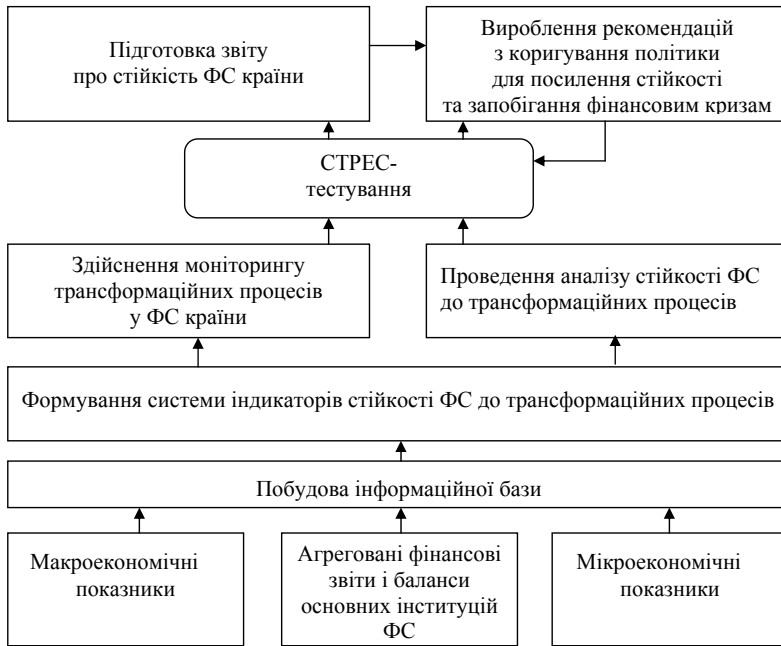 Підготовка звіту
про стійкість ФС країни
Вироблення рекомендацій
з коригування політики
для посилення стійкості
та запобігання фінансовим кризам
СТРЕС-
тестування
Здійснення моніторингу
трансформаційних процесів
у ФС країни
Проведення аналізу стійкості ФС
до трансформаційних процесів
Формування системи індикаторів стійкості ФС до трансформаційних процесів
Побудова інформаційної бази
Макроекономічні
показники
Агреговані фінансові
звіти і баланси
основних інституцій
ФС
Мікроекономічні
показники